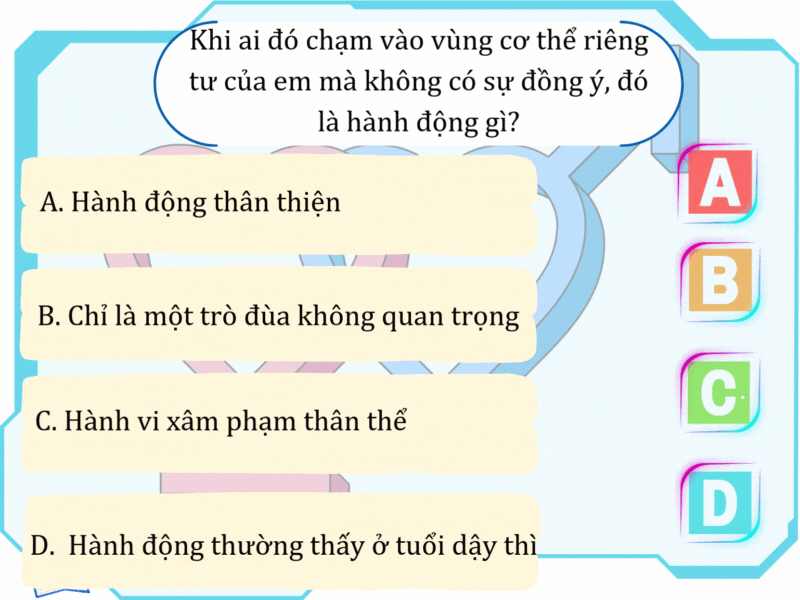 Khi ai đó chạm vào vùng cơ thể riêng
tư của em mà không có sự đồng ý, đó
là hành động gì?
A. Hành động thân thiện
B. Chỉ là một trò đùa không quan trọng
C. Hành vi xâm phạm thân thể
D. Hành động thường thấy ở tuổi dậy thì
A
B
C
D